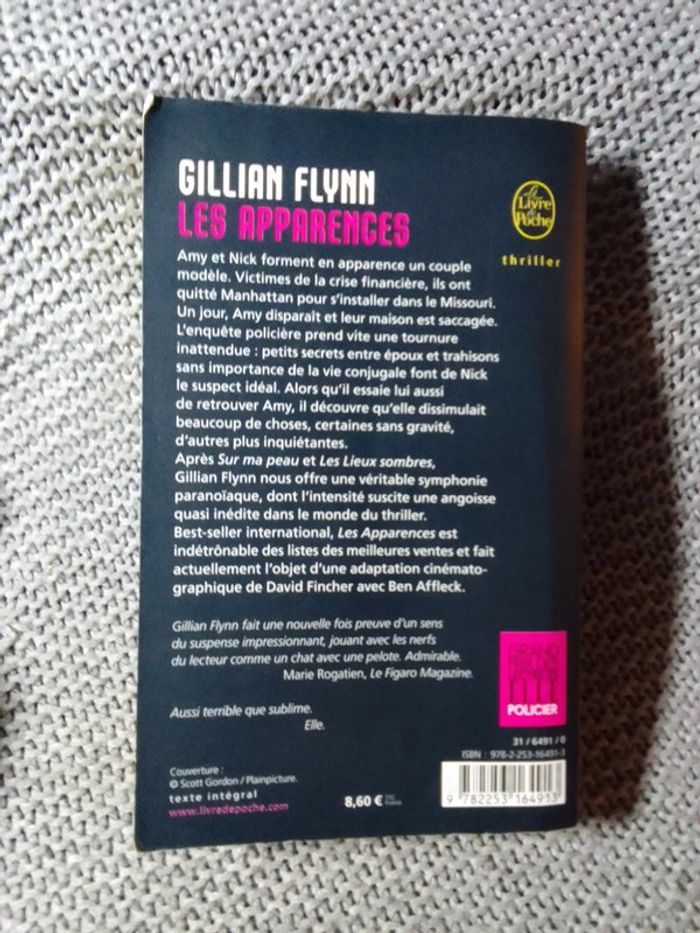 GILLIAN FLYNN
LES APPARENCES
Le
Livre
de
Poche
thriller
Amy et Nick forment en apparence un couple
modèle. Victimes de la crise financière, ils ont
quitté Manhattan pour s'installer dans le Missouri.
Un jour, Amy disparaît et leur maison est saccagée.
L'enquête policière prend vite une tournure
inattendue : petits secrets entre époux et trahisons
sans importance de la vie conjugale font de Nick
le suspect idéal. Alors qu'il essaie lui aussi
de retrouver Amy, il découvre qu'elle dissimulait
beaucoup de choses, certaines sans gravité,
d'autres plus inquiétantes.
Après Sur ma peau et Les Lieux sombres,
Gillian Flynn nous offre une véritable symphonie
paranoïaque, dont l'intensité suscite une angoisse
quasi inédite dans le monde du thriller.
Best-seller international, Les Apparences est
indétrônable des listes des meilleures ventes et fait
actuellement l'objet d'une adaptation cinémato-
graphique de David Fincher avec Ben Affleck.
Gillian Flynn fait une nouvelle fois preuve d'un sens
du suspense impressionnant, jouant avec les nerfs
du lecteur comme un chat avec une pelote. Admirable.
Marie Rogatien, Le Figaro Magazine.
Aussi terrible que sublime.
Elle.
GRAND
POLICIER
Couverture :
© Scott Gordon / Plainpicture.
texte intégral
www.livredepoche.com
8,60 € TTC
France
31 / 6491 / 0
ISBN : 978-2-253-16491-3
9 782253 164913